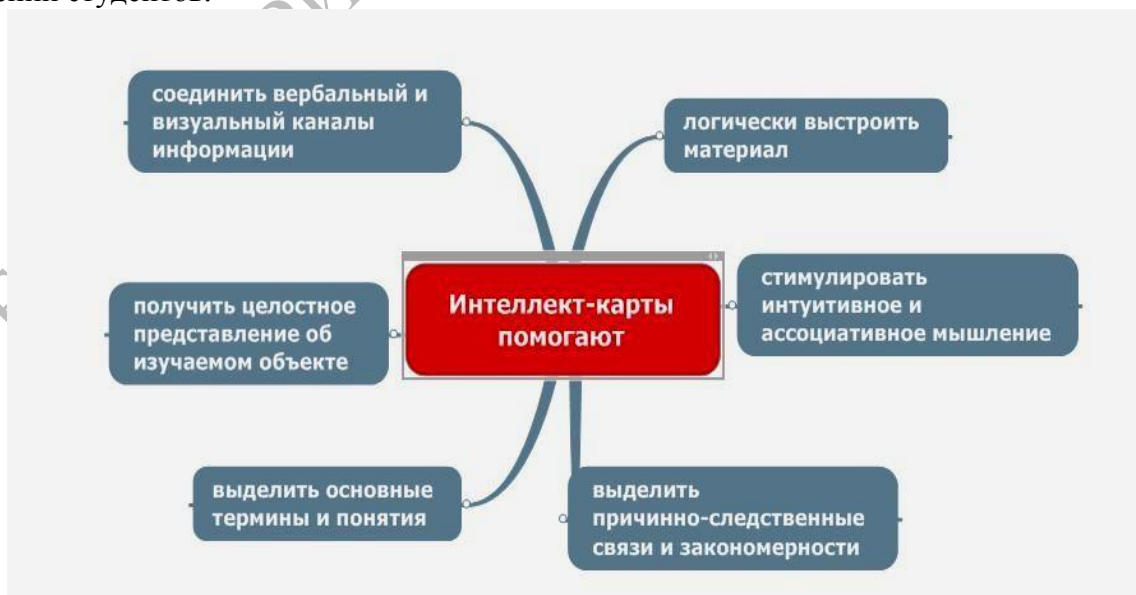 студентов.
соединить вербальный и
визуальный каналы
информации
логически выстроить
материал
Интеллект-карты
помогают
стимулировать
интуитивное и
ассоциативное мышление
получить целостное
представление об
изучаемом объекте
выделить основные
термины и понятия
выделить
причинно-следственные
связи и закономерности